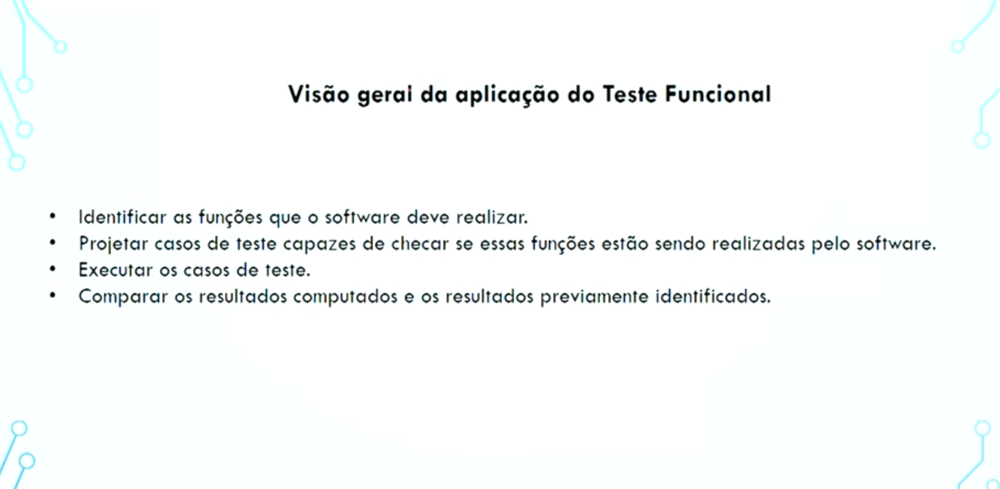 Visão geral da aplicação do Teste Funcional
• Identificar as funções que o software deve realizar.
• Projetar casos de teste capazes de checar se essas funções estão sendo realizadas pelo software.
• Executar os casos de teste.
• Comparar os resultados computados e os resultados previamente identificados.